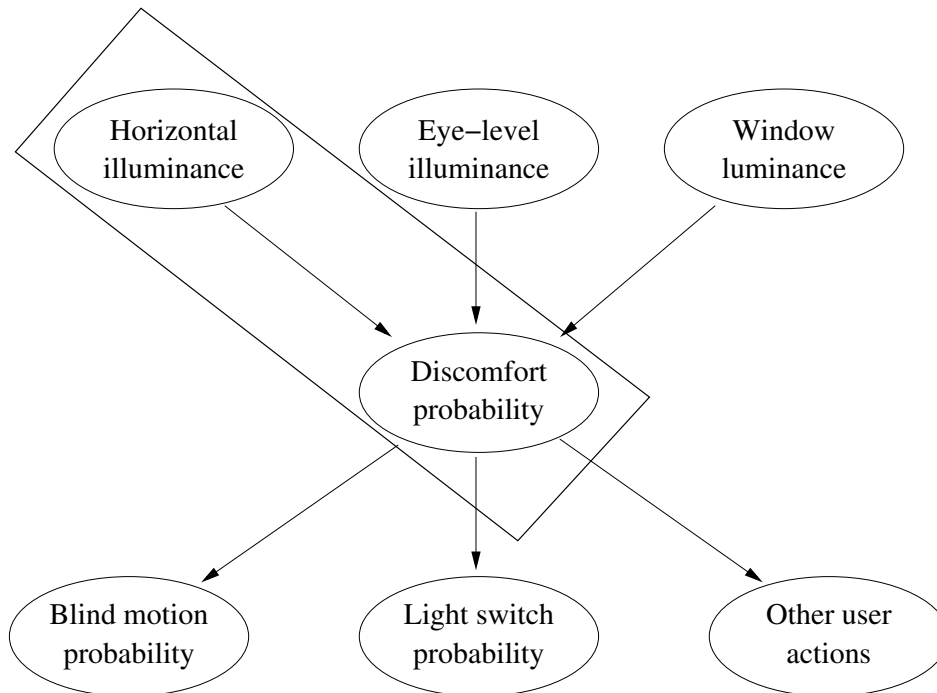 Horizontal
illuminance
Eye−level
illuminance
Window
luminance
Discomfort
probability
Blind motion
probability
Light switch
probability
Other user
actions